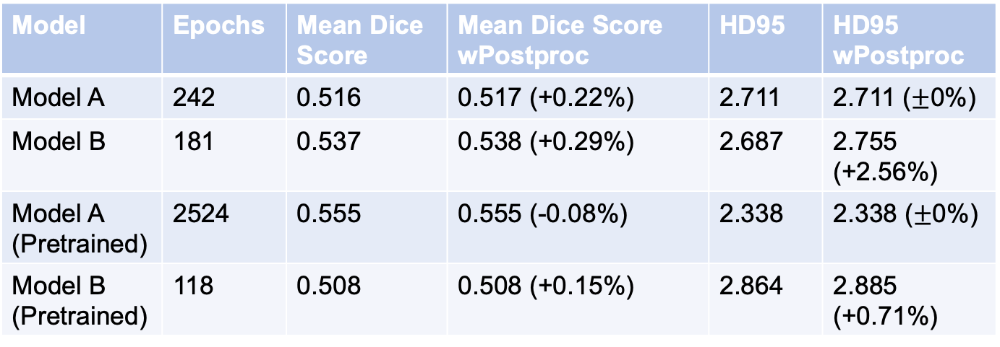 Model Epochs Mean Dice Score Mean Dice Score wPostproc HD95 HD95 wPostproc
Model A 242 0.516 0.517 (+0.22%) 2.711 2.711 (±0%)
Model B 181 0.537 0.538 (+0.29%) 2.687 2.755 (+2.56%)
Model A (Pretrained) 2524 0.555 0.555 (-0.08%) 2.338 2.338 (±0%)
Model B (Pretrained) 118 0.508 0.508 (+0.15%) 2.864 2.885 (+0.71%)